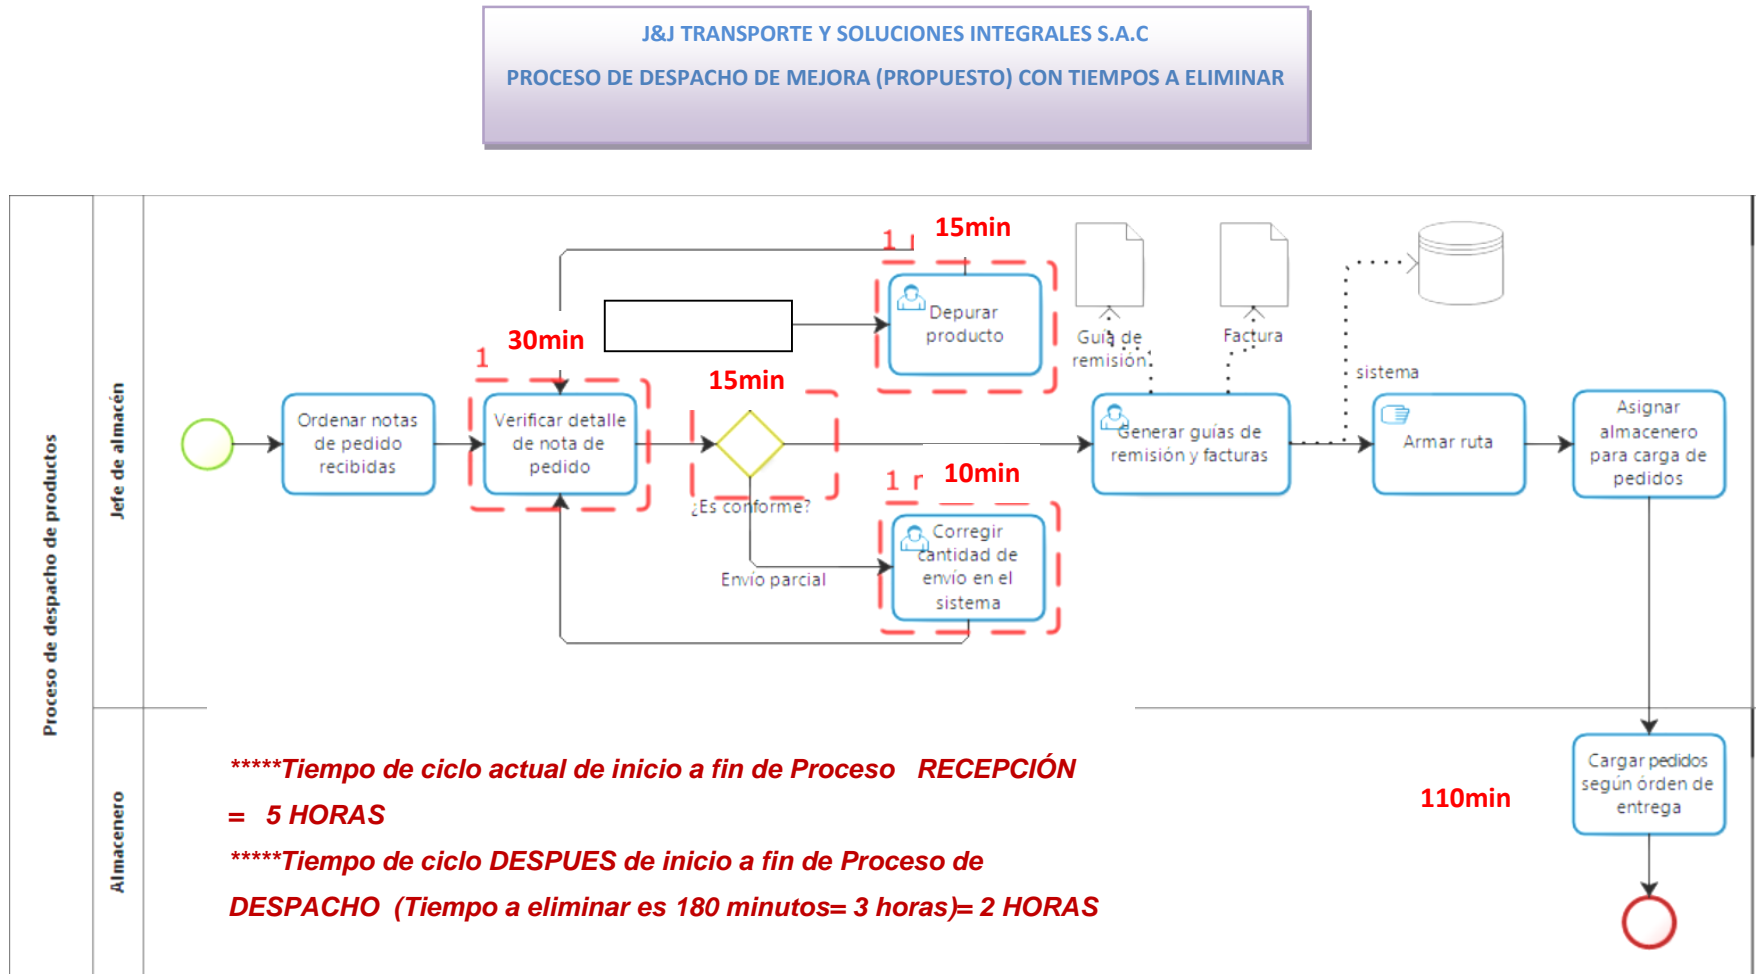 J&J TRANSPORTE Y SOLUCIONES INTEGRALES S.A.C
PROCESO DE DESPACHO DE MEJORA (PROPUESTO) CON TIEMPOS A ELIMINAR
Proceso de despacho de productos
Jefe de almacén
Almacenero
Ordenar notas
de pedido
recibidas
1
30min
Verificar detalle
de nota de
pedido
15min
¿Es conforme?
Envío parcial
1
15min
Depurar
producto
1 r
10min
Corregir
cantidad de
envío en el
sistema
Guía de
remisión
Factura
sistema
Generar guías de
remisión y facturas
Armar ruta
Asignar
almacenero
para carga de
pedidos
Cargar pedidos
según órden de
entrega
110min
*****Tiempo de ciclo actual de inicio a fin de Proceso RECEPCIÓN
= 5 HORAS
*****Tiempo de ciclo DESPUES de inicio a fin de Proceso de
DESPACHO (Tiempo a eliminar es 180 minutos= 3 horas)= 2 HORAS